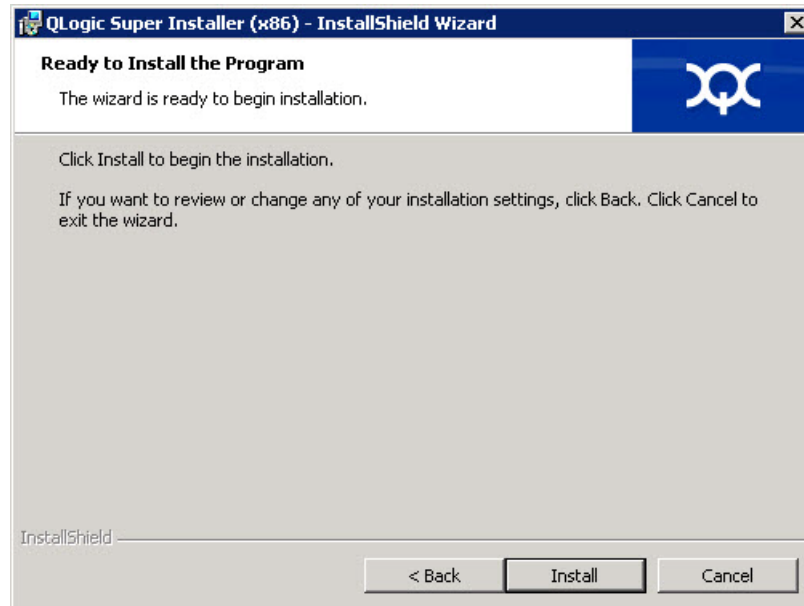 QLogic Super Installer (x86) - InstallShield Wizard
Ready to Install the Program
The wizard is ready to begin installation.
Click Install to begin the installation.
If you want to review or change any of your installation settings, click Back. Click Cancel to
exit the wizard.
InstallShield
< Back Install Cancel